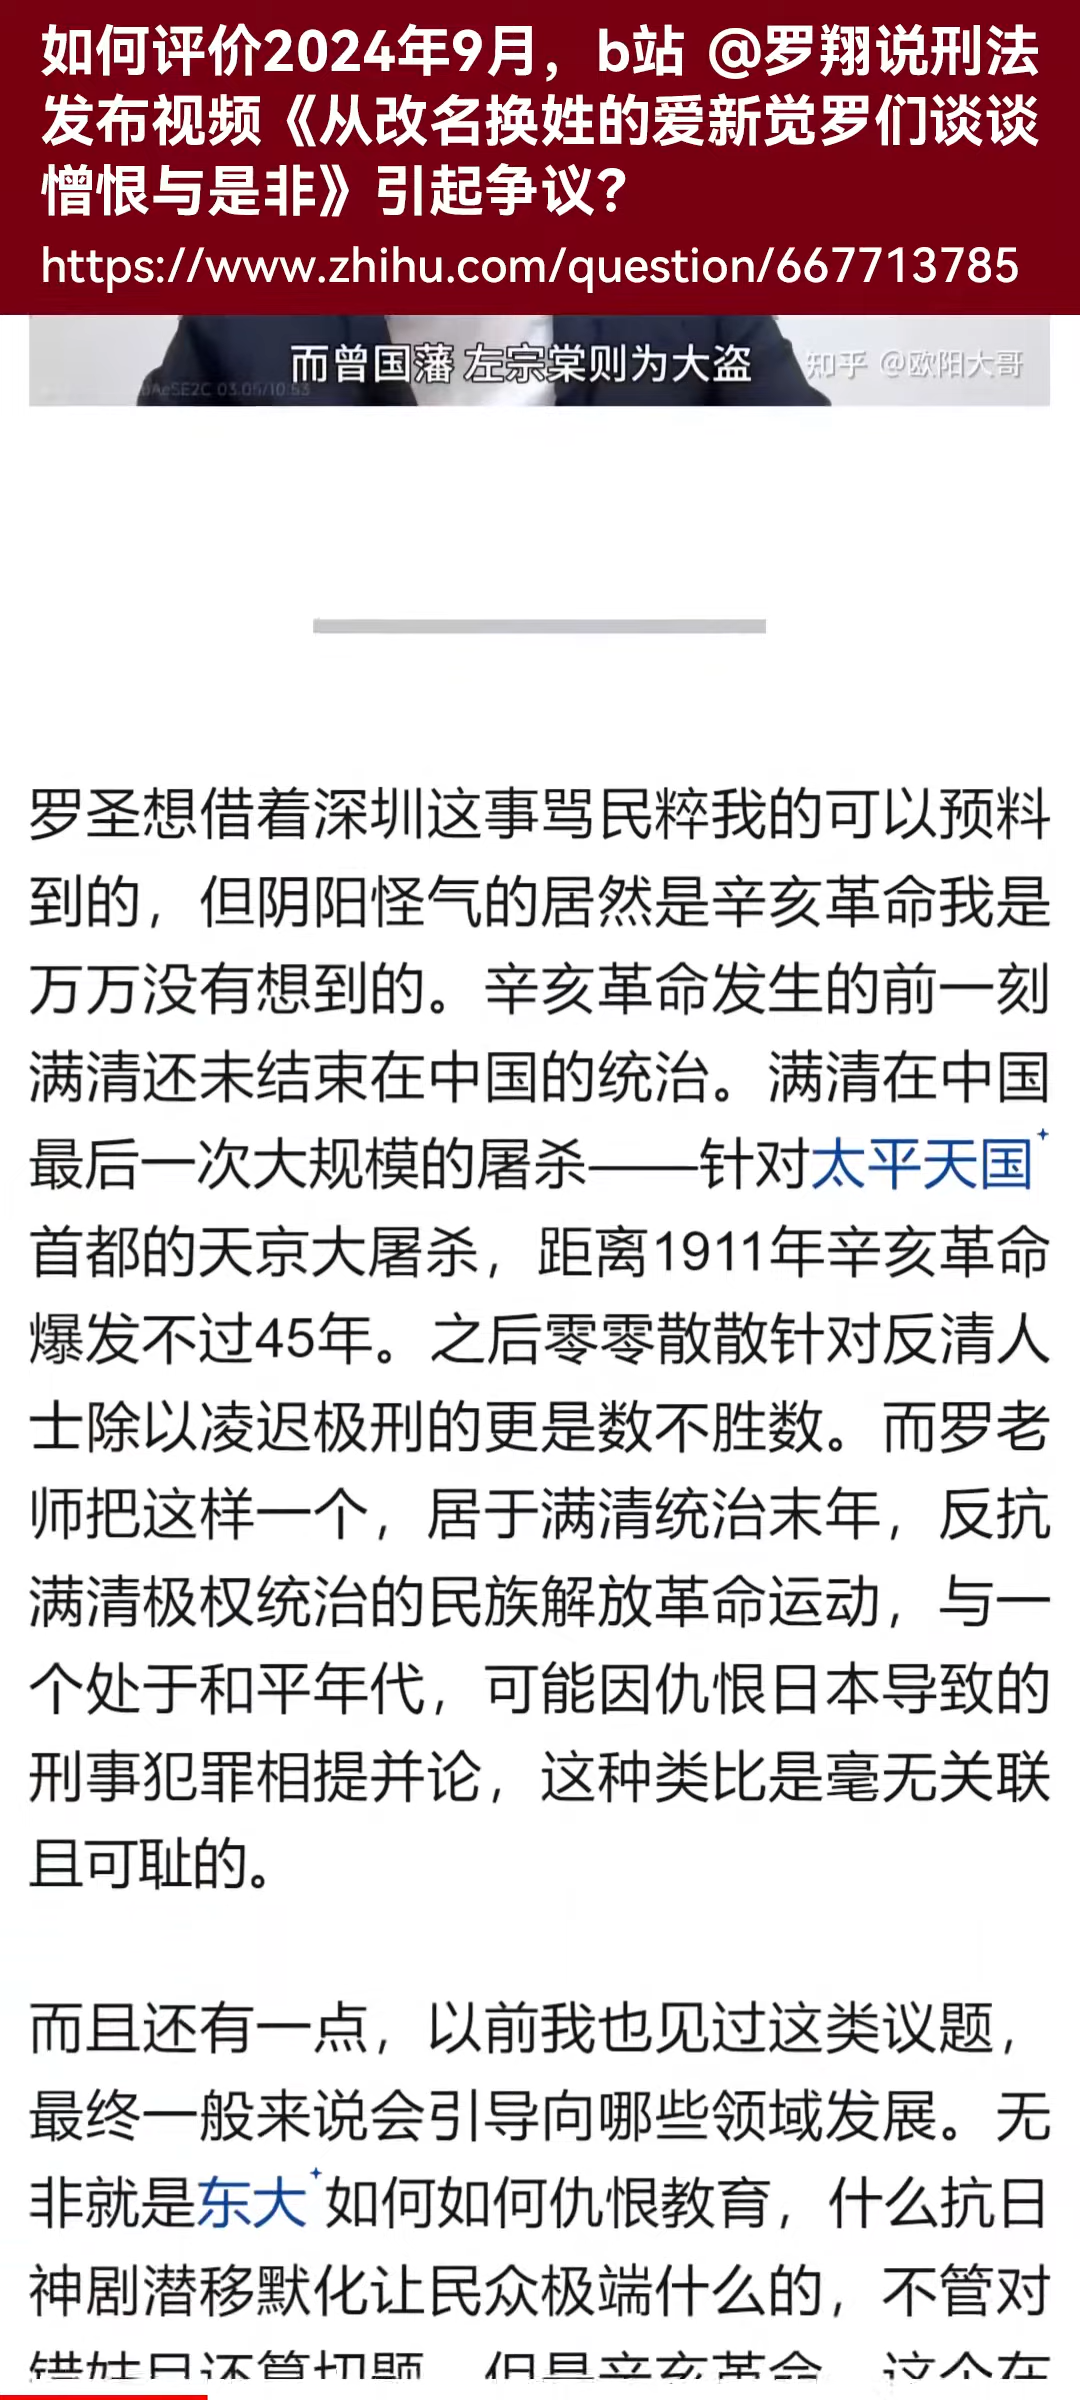 如何评价2024年9月，b站 @罗翔说刑法
发布视频《从改名换姓的爱新觉罗们谈谈
憎恨与是非》引起争议?
https://www.zhihu.com/question/667713785
而曾国藩 左宗棠则为大盗
知乎 @欧阳大哥
罗圣想借着深圳这事骂民粹我的可以预料
到的，但阴阳怪气的居然是辛亥革命我是
万万没有想到的。辛亥革命发生的前一刻
满清还未结束在中国的统治。满清在中国
最后一次大规模的屠杀——针对太平天国
首都的天京大屠杀，距离1911年辛亥革命
爆发不过45年。之后零零散散针对反清人
士除以凌迟极刑的更是数不胜数。而罗老
师把这样一个，居于满清统治末年，反抗
满清极权统治的民族解放革命运动，与一
个处于和平年代，可能因仇恨日本导致的
刑事犯罪相提并论，这种类比是毫无关联
且可耻的。
而且还有一点，以前我也见过这类议题，
最终一般来说会引导向哪些领域发展。无
非就是东大如何如何仇恨教育，什么抗日
神剧潜移默化让民众极端什么的，不管对
错姑且还算切题，但是辛亥革命，这个在